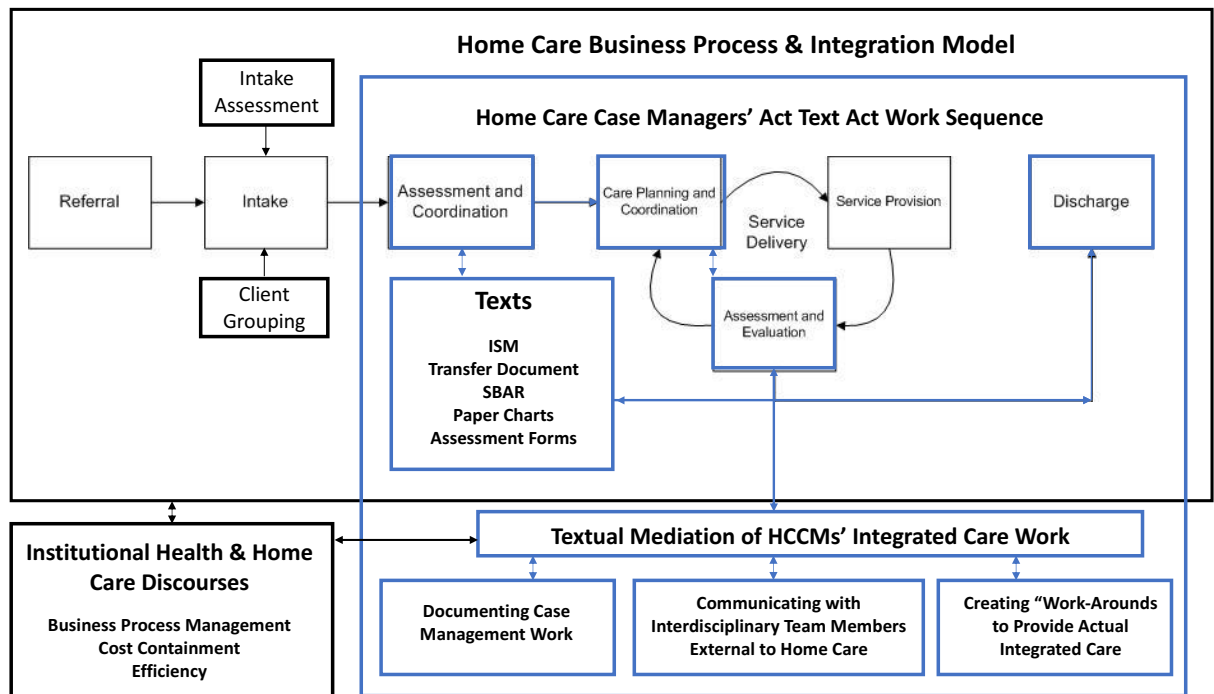 Home Care Business Process & Integration Model
Intake
Assessment
Home Care Case Managers’ Act Text Act Work Sequence
Referral
Intake
Assessment and
Coordination
Care Planning and
Coordination
Service
Delivery
Service Provision
Discharge
Client
Grouping
Texts
ISM
Transfer Document
SBAR
Paper Charts
Assessment Forms
Assessment and
Evaluation
Institutional Health & Home
Care Discourses
Business Process Management
Cost Containment
Efficiency
Textual Mediation of HCCMs’ Integrated Care Work
Documenting Case
Management Work
Communicating with
Interdisciplinary Team Members
External to Home Care
Creating “Work-Arounds
to Provide Actual
Integrated Care